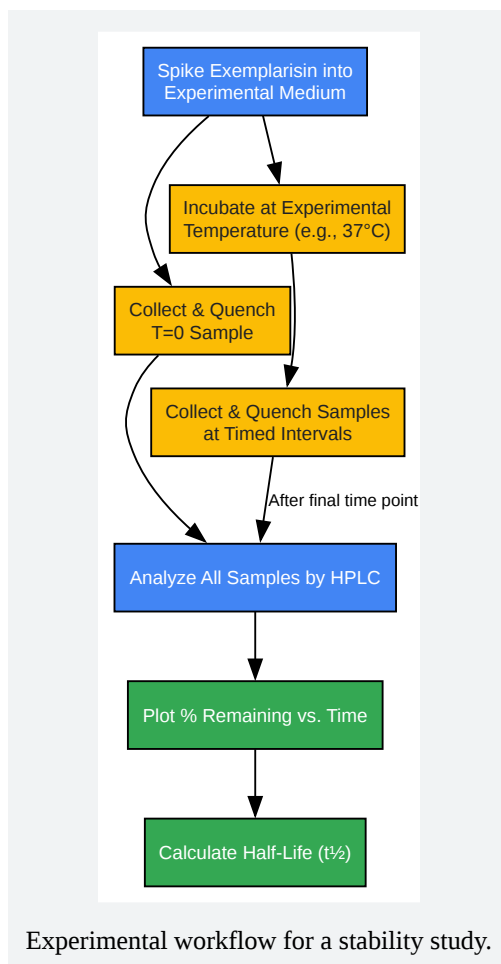 Spike Exemplarisin into
Experimental Medium
Incubate at Experimental
Temperature (e.g., 37°C)
Collect & Quench
T=0 Sample
Collect & Quench Samples
at Timed Intervals
After final time point
Analyze All Samples by HPLC
Plot % Remaining vs. Time
Calculate Half-Life (t½)
Experimental workflow for a stability study.